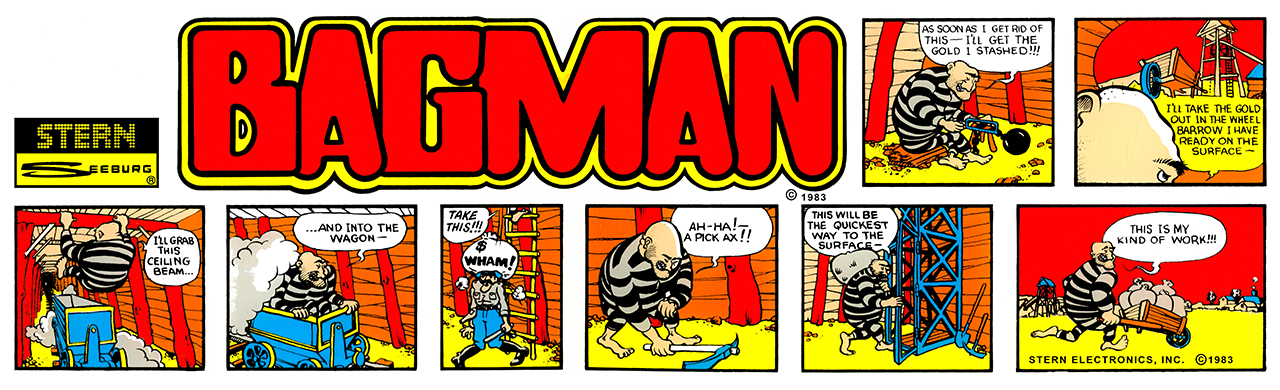 BAGMAN
STERN
SEEBURG®
© 1983
AS SOON AS I GET RID OF
THIS — I'LL GET THE
GOLD I STASHED!!!
I'LL TAKE THE GOLD
OUT IN THE WHEEL
BARROW I HAVE
READY ON THE
SURFACE —
I'LL GRAB
THIS
CEILING
BEAM...
...AND INTO THE
WAGON —
TAKE
THIS!!!
$
WHAM!
AH-HA!—
A PICK AX!!
THIS WILL BE
THE QUICKEST
WAY TO THE
SURFACE —
THIS IS MY
KIND OF WORK!!!
STERN ELECTRONICS, INC. ©1983